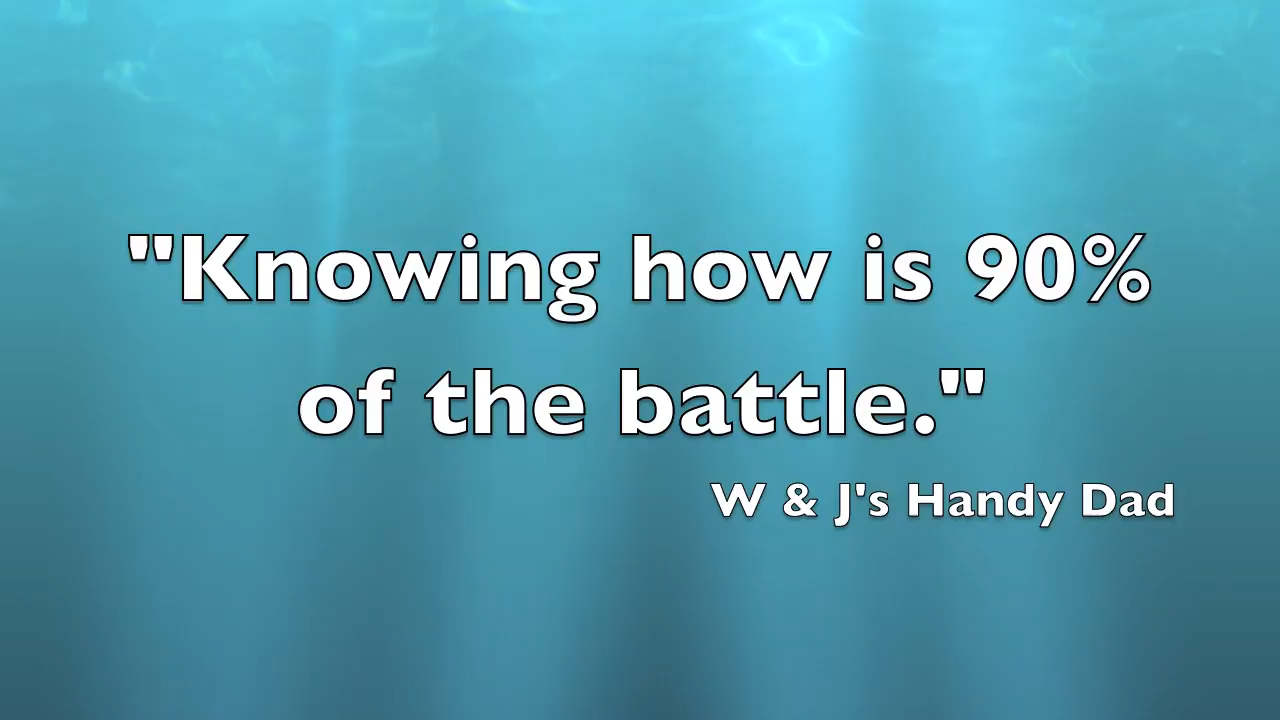 "Knowing how is 90%
of the battle."
W & J's Handy Dad